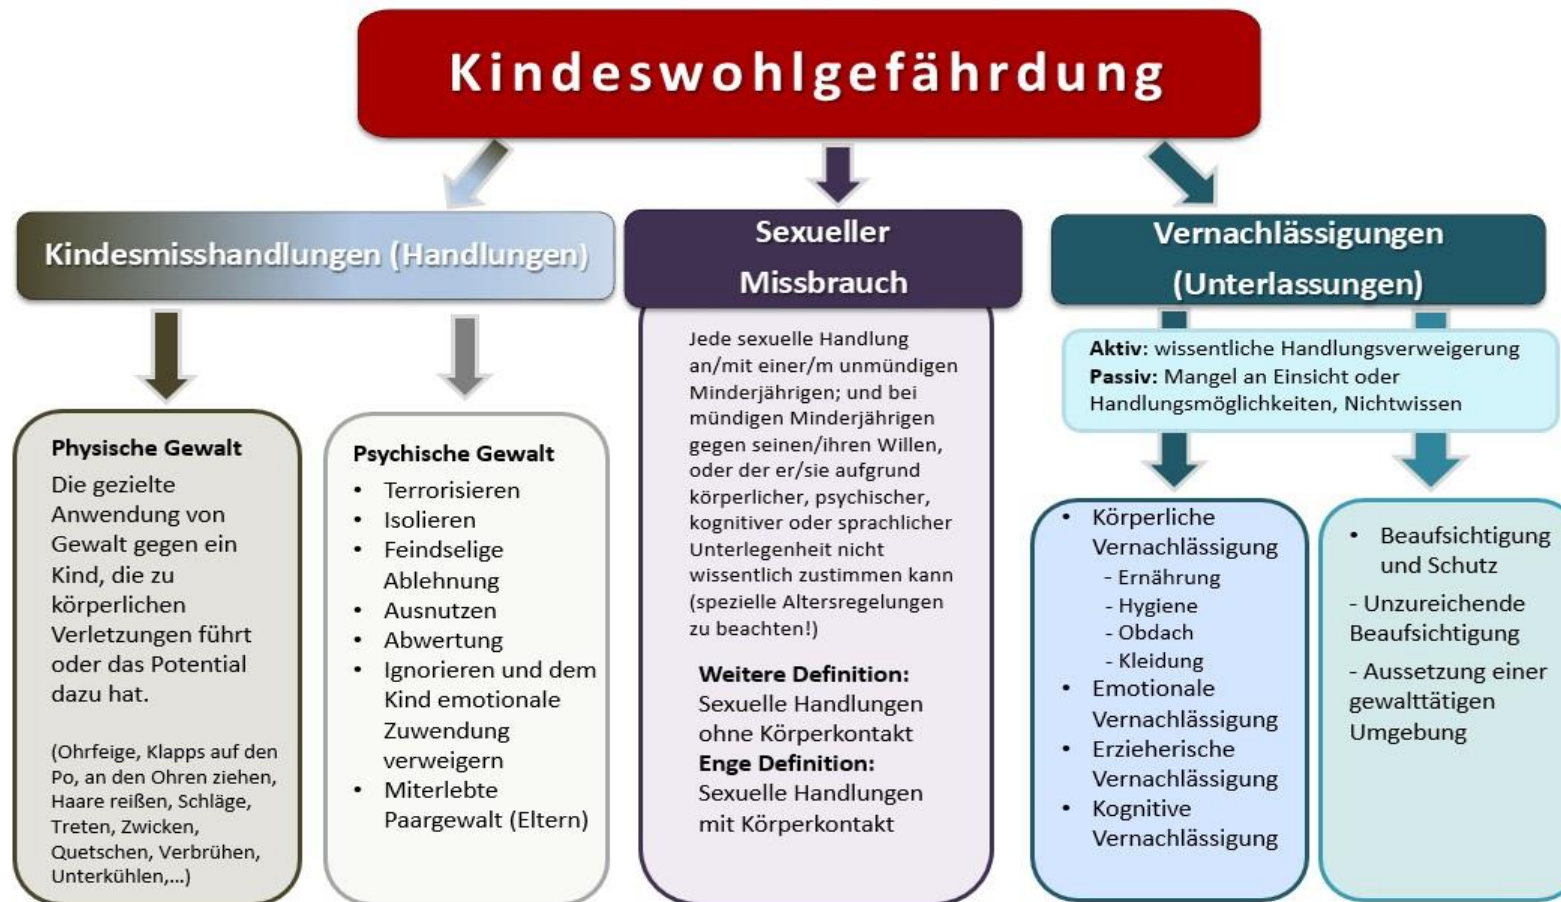 Kindeswohlgefährdung
Kindesmisshandlungen (Handlungen)
Physische Gewalt
Die gezielte
Anwendung von
Gewalt gegen ein
Kind, die zu
körperlichen
Verletzungen führt
oder das Potential
dazu hat.
(Ohrfeige, Klapps auf den
Po, an den Ohren ziehen,
Haare reißen, Schläge,
Treten, Zwicken,
Quetschen, Verbrühen,
Unterkühlen,...)
Psychische Gewalt
• Terrorisieren
• Isolieren
• Feindselige
Ablehnung
• Ausnutzen
• Abwertung
• Ignorieren und dem
Kind emotionale
Zuwendung
verweigern
• Miterlebte
Paargewalt (Eltern)
Sexueller
Missbrauch
Jede sexuelle Handlung
an/mit einer/m unmündigen
Minderjährigen; und bei
mündigen Minderjährigen
gegen seinen/ihren Willen,
oder der er/sie aufgrund
körperlicher, psychischer,
kognitiver oder sprachlicher
Unterlegenheit nicht
wissentlich zustimmen kann
(spezielle Altersregelungen
zu beachten!)
Weitere Definition:
Sexuelle Handlungen
ohne Körperkontakt
Enge Definition:
Sexuelle Handlungen
mit Körperkontakt
Vernachlässigungen
(Unterlassungen)
Aktiv: wissentliche Handlungsverweigerung
Passiv: Mangel an Einsicht oder
Handlungsmöglichkeiten, Nichtwissen
• Körperliche
Vernachlässigung
- Ernährung
- Hygiene
- Obdach
- Kleidung
• Emotionale
Vernachlässigung
• Erzieherische
Vernachlässigung
• Kognitive
Vernachlässigung
• Beaufsichtigung
und Schutz
- Unzureichende
Beaufsichtigung
- Aussetzung einer
gewalttätigen
Umgebung